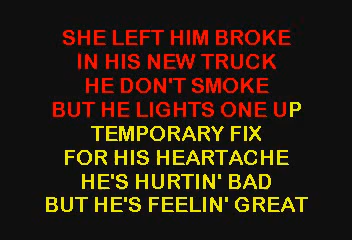 SHE LEFT HIM BROKE
IN HIS NEW TRUCK
HE DON'T SMOKE
BUT HE LIGHTS ONE UP
TEMPORARY FIX
FOR HIS HEARTACHE
HE'S HURTIN' BAD
BUT HE'S FEELIN' GREAT